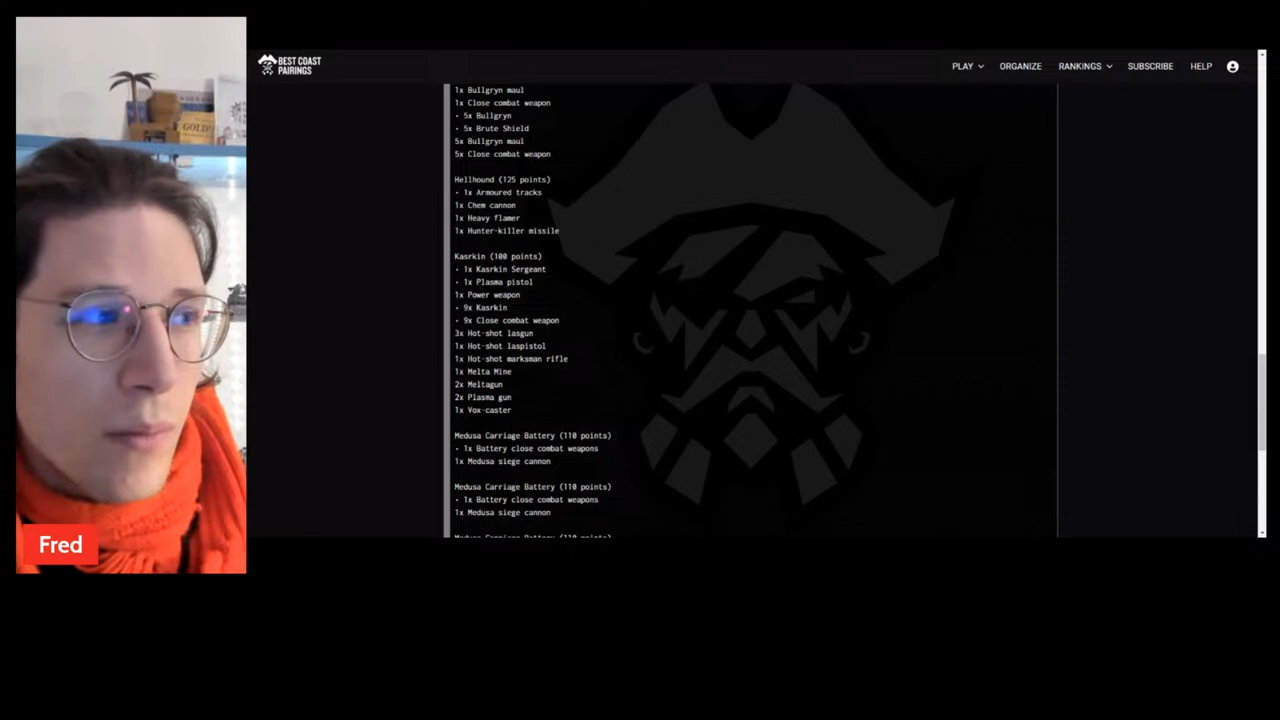 GOLD!
Fred
BEST COAST
PAIRINGS
PLAY
ORGANIZE
RANKINGS
SUBSCRIBE
HELP
1x Bullgryn maul
1x Close combat weapon
• 5x Bullgryn
• 5x Brute Shield
5x Bullgryn maul
5x Close combat weapon
Hellhound (125 points)
• 1x Armoured tracks
1x Chem cannon
1x Heavy flamer
1x Hunter-killer missile
Kasrkin (100 points)
• 1x Kasrkin Sergeant
• 1x Plasma pistol
1x Power weapon
• 9x Kasrkin
• 9x Close combat weapon
3x Hot-shot lasgun
1x Hot-shot laspistol
1x Hot-shot marksman rifle
1x Melta Mine
2x Meltagun
2x Plasma gun
1x Vox-caster
Medusa Carriage Battery (110 points)
• 1x Battery close combat weapons
1x Medusa siege cannon
Medusa Carriage Battery (110 points)
• 1x Battery close combat weapons
1x Medusa siege cannon
Medusa Carriage Battery (110 points)